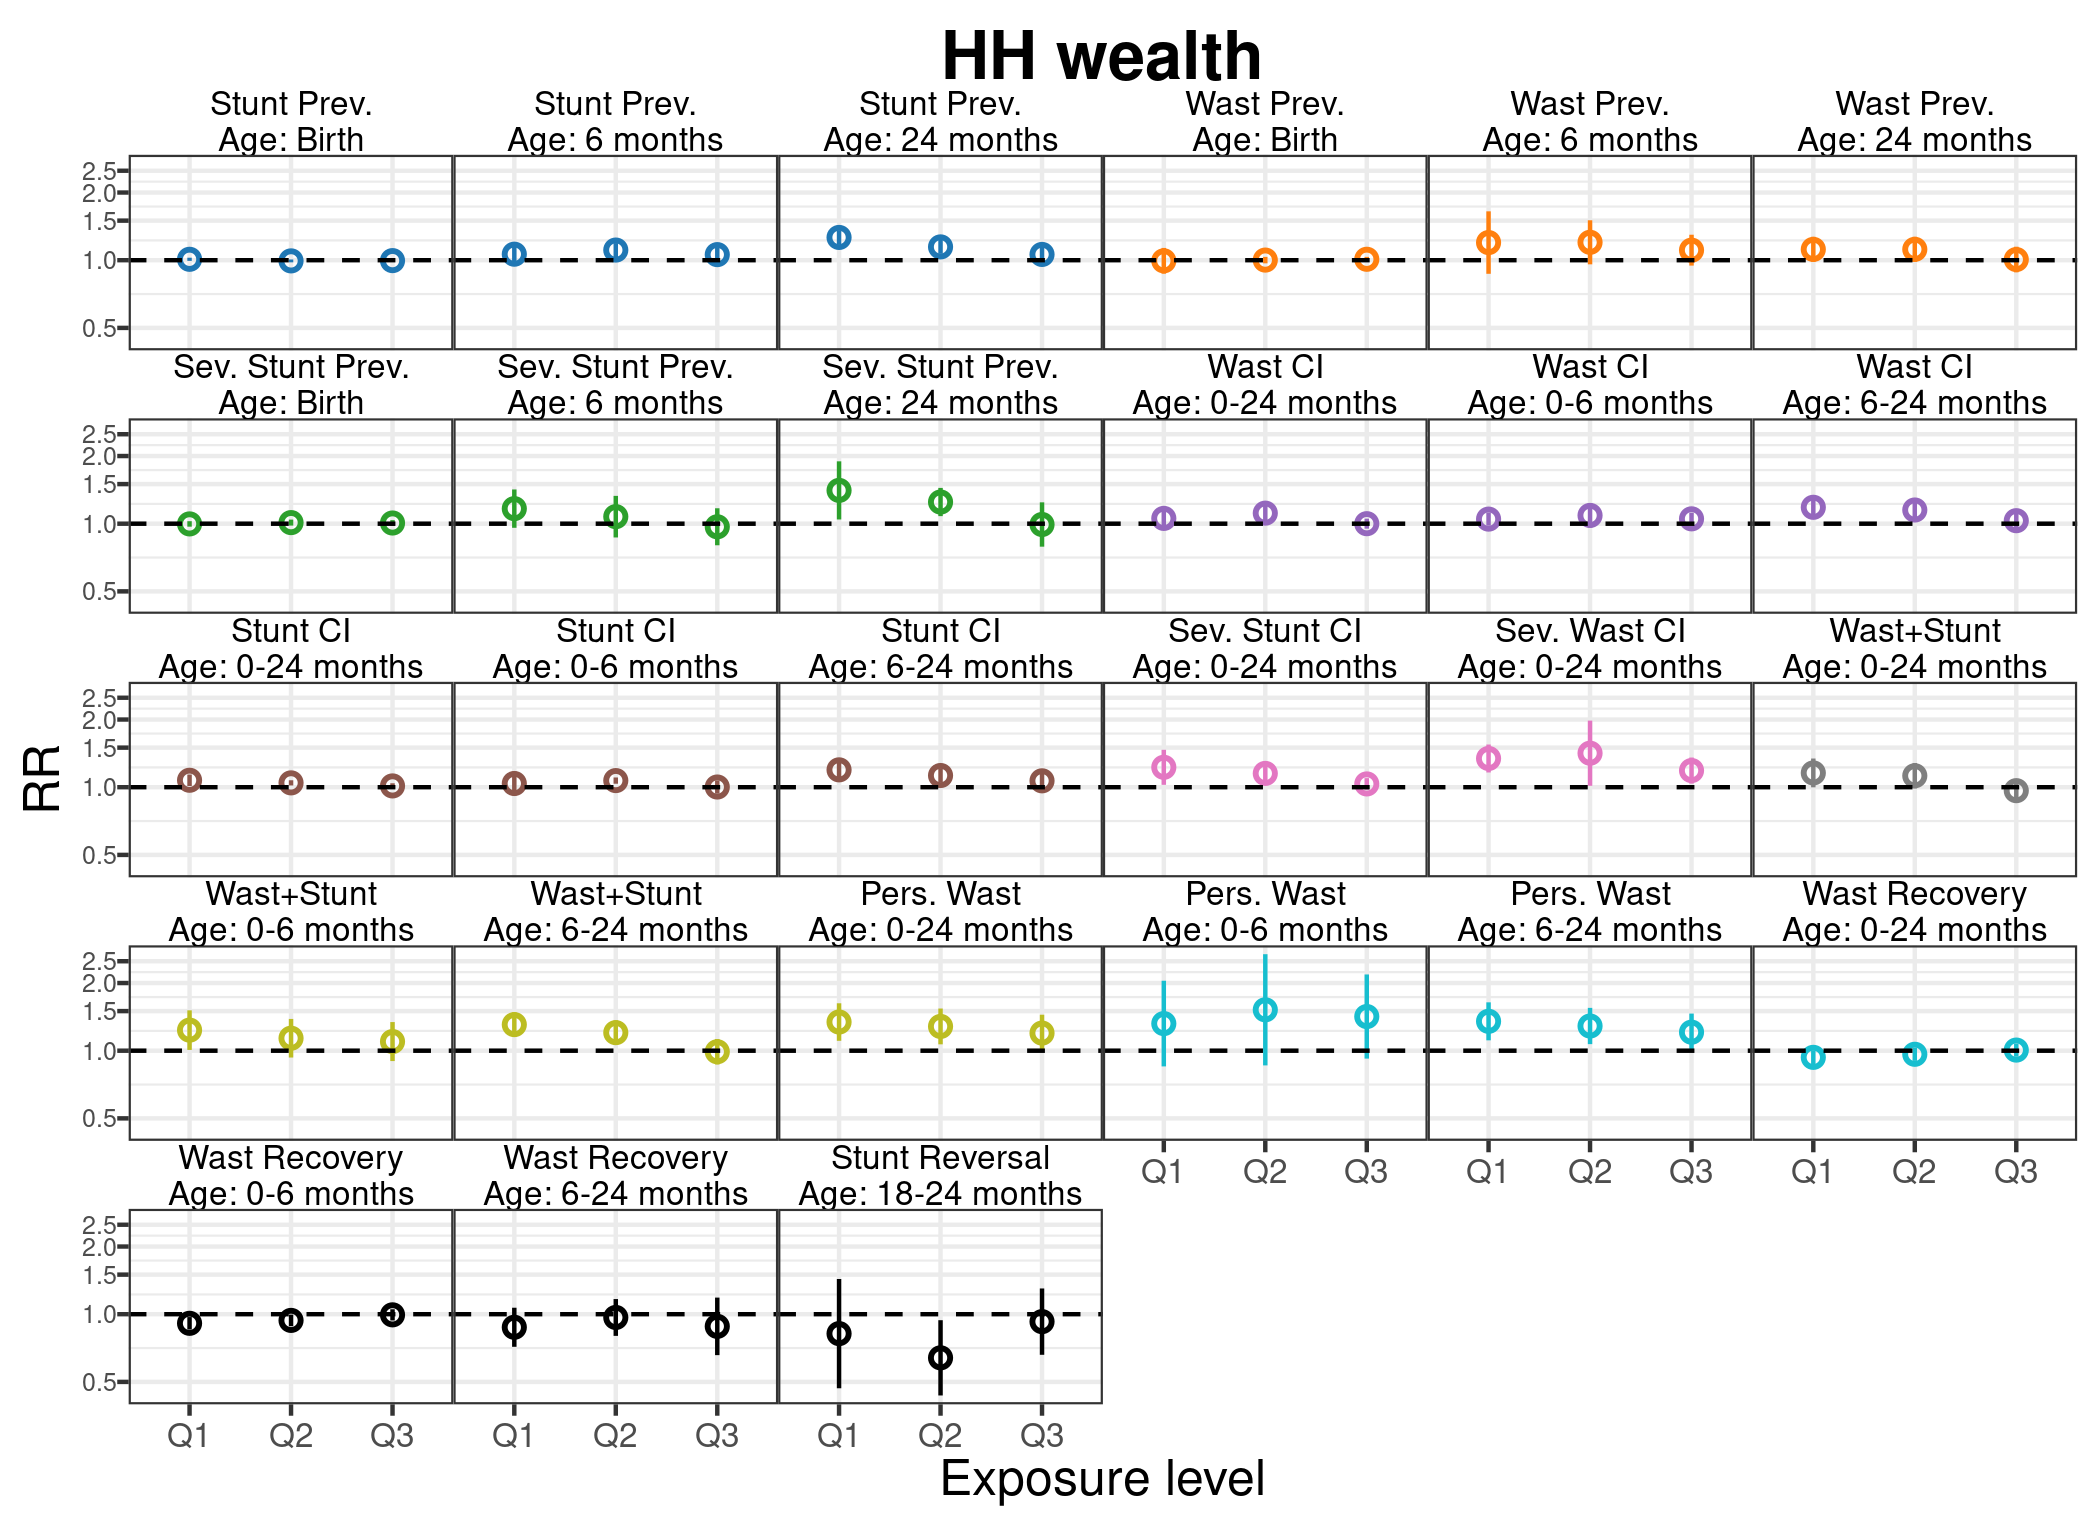 HH wealth
Stunt Prev. Stunt Prev. Stunt Prev. Wast Prev. Wast Prev. Wast Prev.
Age: Birth Age: 6 months Age: 24 months Age: Birth Age: 6 months Age: 24 months
2.5
2.0
1.5
1.0
0.5
Sev. Stunt Prev. Sev. Stunt Prev. Sev. Stunt Prev. Wast CI Wast CI Wast CI
Age: Birth Age: 6 months Age: 24 months Age: 0-24 months Age: 0-6 months Age: 6-24 months
2.5
2.0
1.5
1.0
0.5
Stunt CI Stunt CI Stunt CI Sev. Stunt CI Sev. Wast CI Wast+Stunt
Age: 0-24 months Age: 0-6 months Age: 6-24 months Age: 0-24 months Age: 0-24 months Age: 0-24 months
2.5
2.0
1.5
1.0
0.5
RR
Wast+Stunt Wast+Stunt Pers. Wast Pers. Wast Pers. Wast Wast Recovery
Age: 0-6 months Age: 6-24 months Age: 0-24 months Age: 0-6 months Age: 6-24 months Age: 0-24 months
2.5
2.0
1.5
1.0
0.5
Q1 Q2 Q3 Q1 Q2 Q3 Q1 Q2 Q3
Wast Recovery Wast Recovery Stunt Reversal
Age: 0-6 months Age: 6-24 months Age: 18-24 months
2.5
2.0
1.5
1.0
0.5
Q1 Q2 Q3 Q1 Q2 Q3 Q1 Q2 Q3
Exposure level